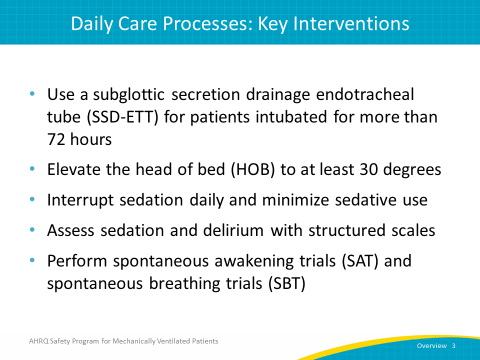 Daily Care Processes: Key Interventions
• Use a subglottic secretion drainage endotracheal
tube (SSD-ETT) for patients intubated for more than
72 hours
• Elevate the head of bed (HOB) to at least 30 degrees
• Interrupt sedation daily and minimize sedative use
• Assess sedation and delirium with structured scales
• Perform spontaneous awakening trials (SAT) and
spontaneous breathing trials (SBT)
AHRQ Safety Program for Mechanically Ventilated Patients
Overview 3